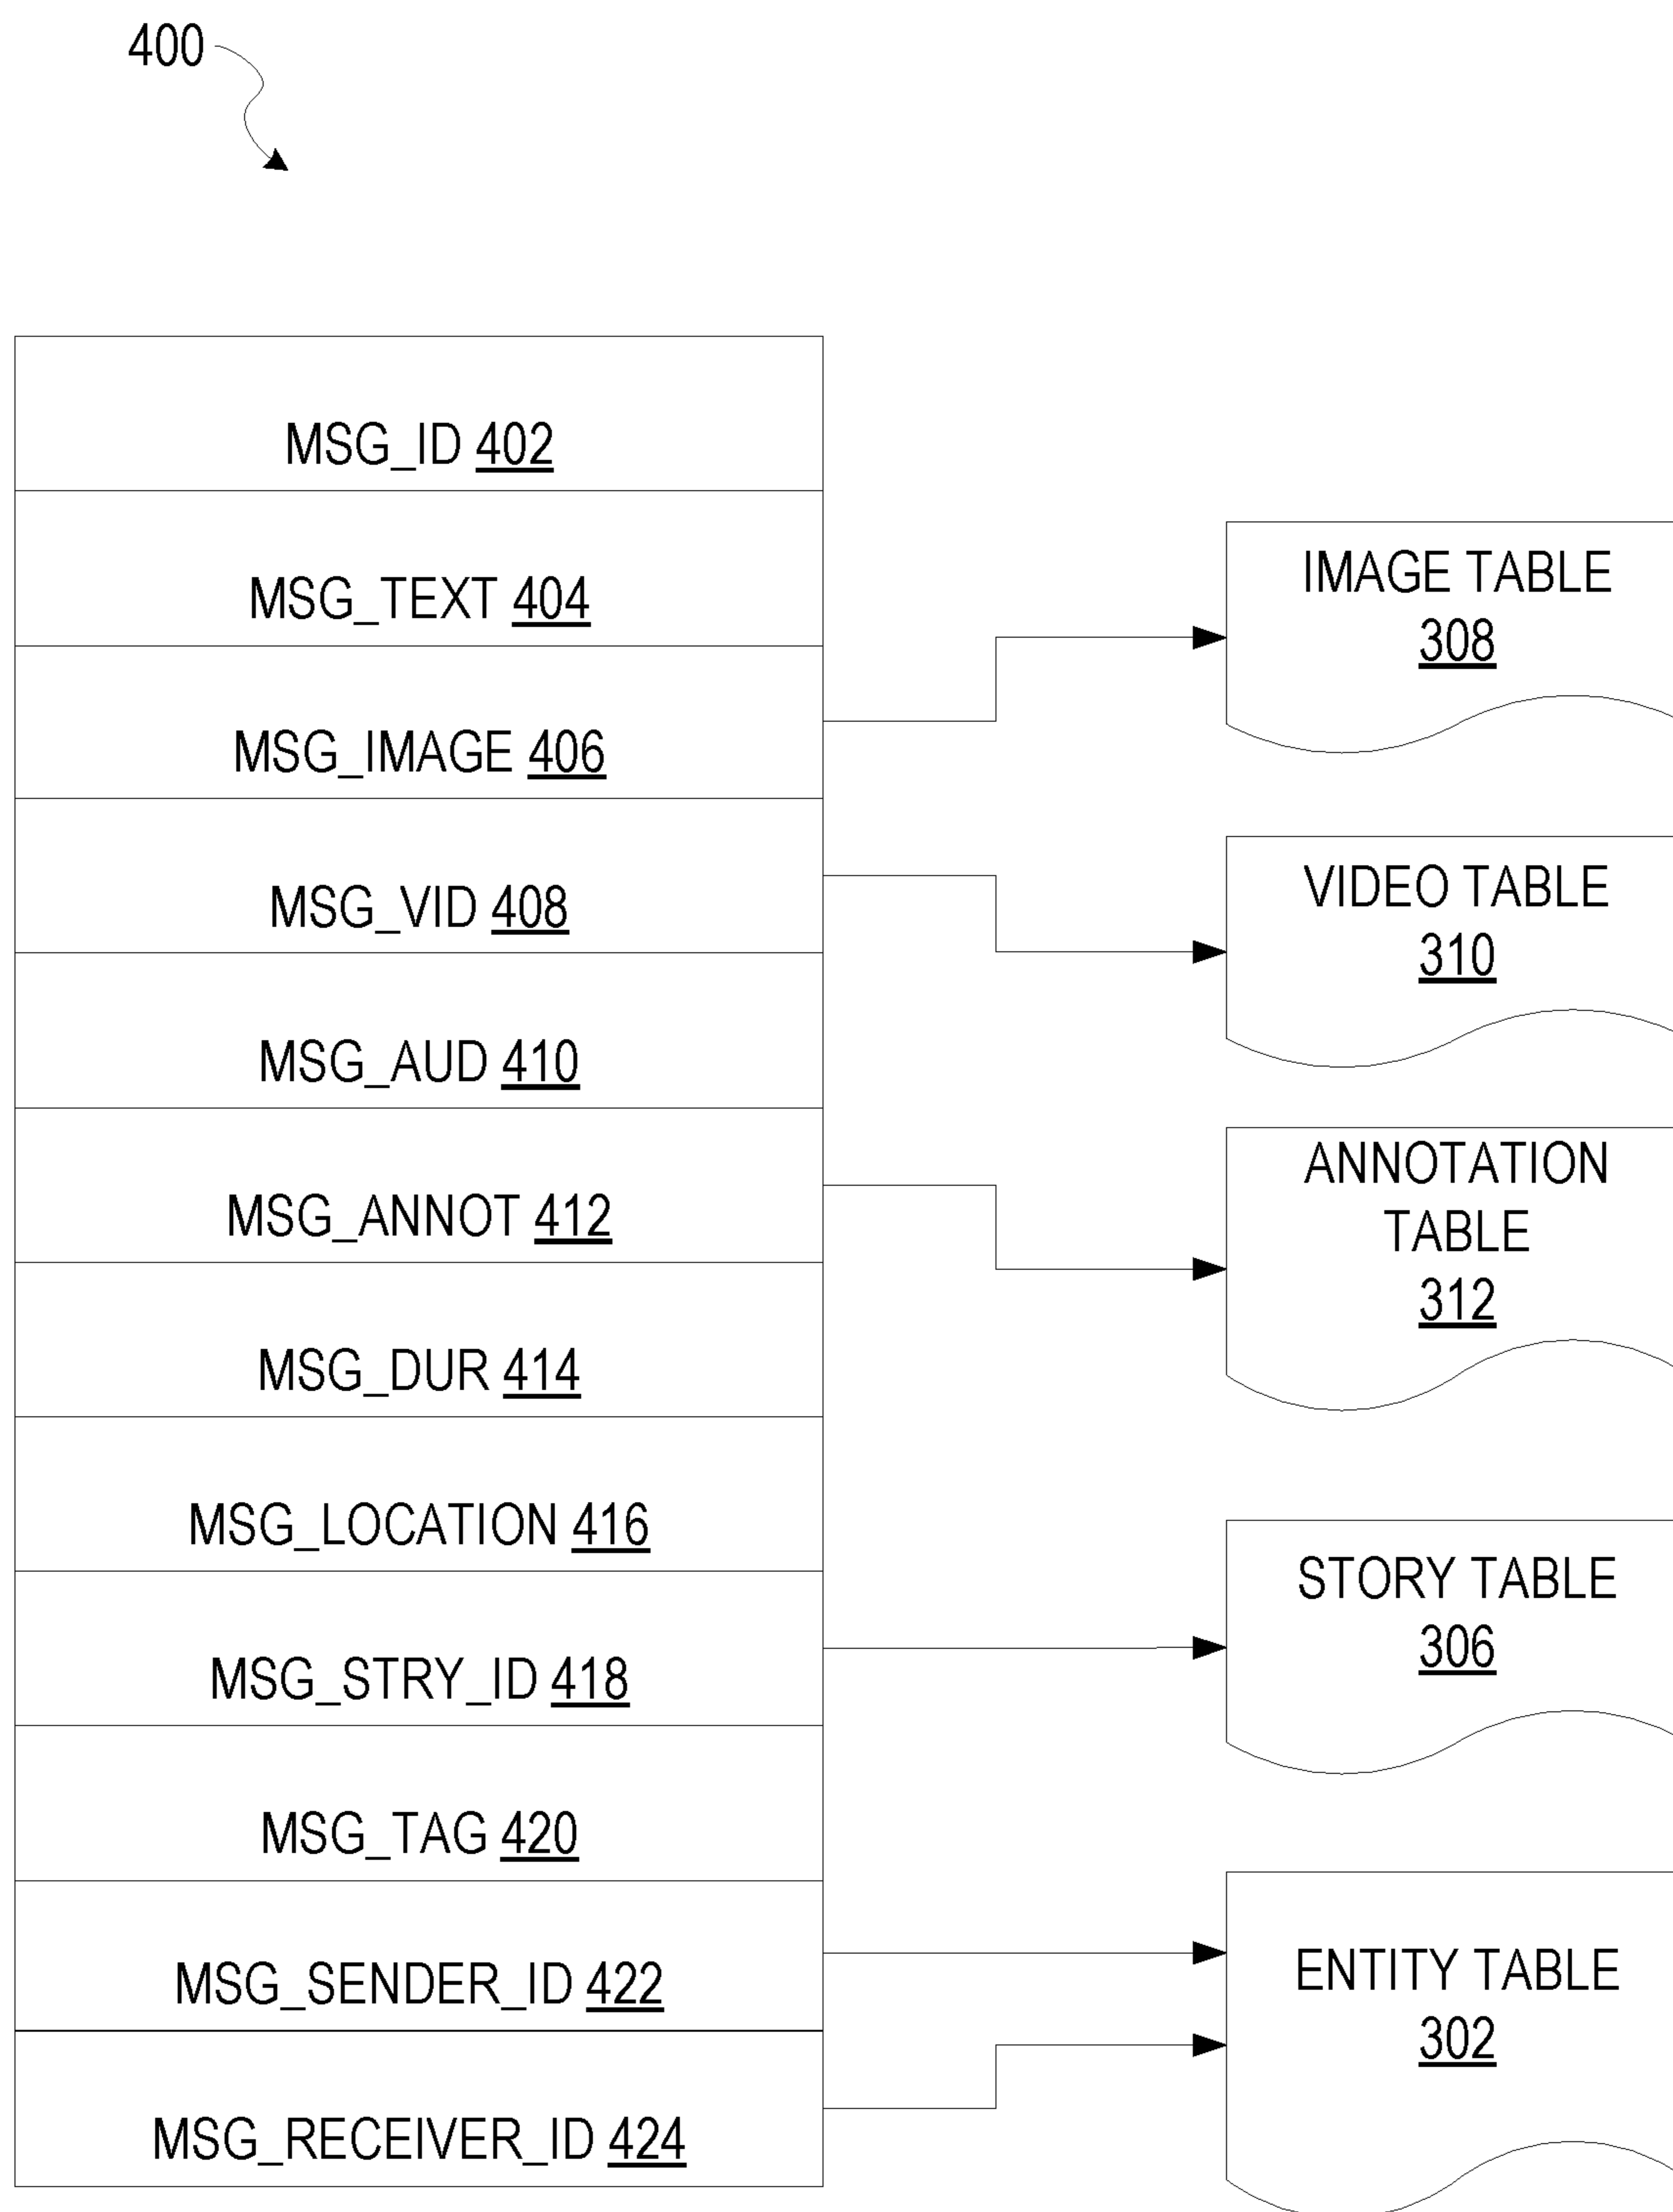 400
MSG_ID 402
MSG_TEXT 404
MSG_IMAGE 406
MSG_VID 408
MSG_AUD 410
MSG_ANNOT 412
MSG_DUR 414
MSG_LOCATION 416
MSG_STRY_ID 418
MSG_TAG 420
MSG_SENDER_ID 422
MSG_RECEIVER_ID 424
IMAGE TABLE
308
VIDEO TABLE
310
ANNOTATION
TABLE
312
STORY TABLE
306
ENTITY TABLE
302